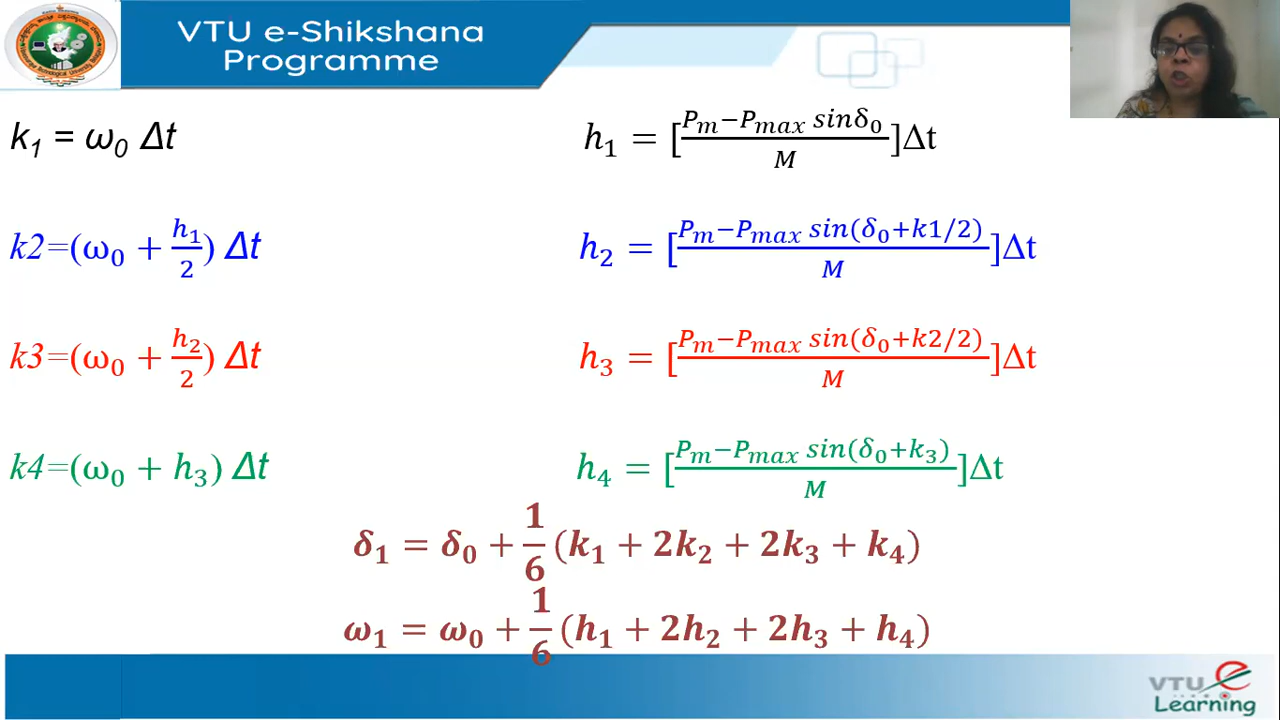 VTU e-Shikshana
Programme
k₁ = ω₀ Δt
h₁ = [(Pₘ−Pₘₐₓ sinδ₀)/M]Δt
k2=(ω₀ + h₁/2) Δt
h₂ = [(Pₘ−Pₘₐₓ sin(δ₀+k1/2))/M]Δt
k3=(ω₀ + h₂/2) Δt
h₃ = [(Pₘ−Pₘₐₓ sin(δ₀+k2/2))/M]Δt
k4=(ω₀ + h₃) Δt
h₄ = [(Pₘ−Pₘₐₓ sin(δ₀+k₃))/M]Δt
δ₁ = δ₀ + 1/6 (k₁ + 2k₂ + 2k₃ + k₄)
ω₁ = ω₀ + 1/6 (h₁ + 2h₂ + 2h₃ + h₄)
VTU e
Learning